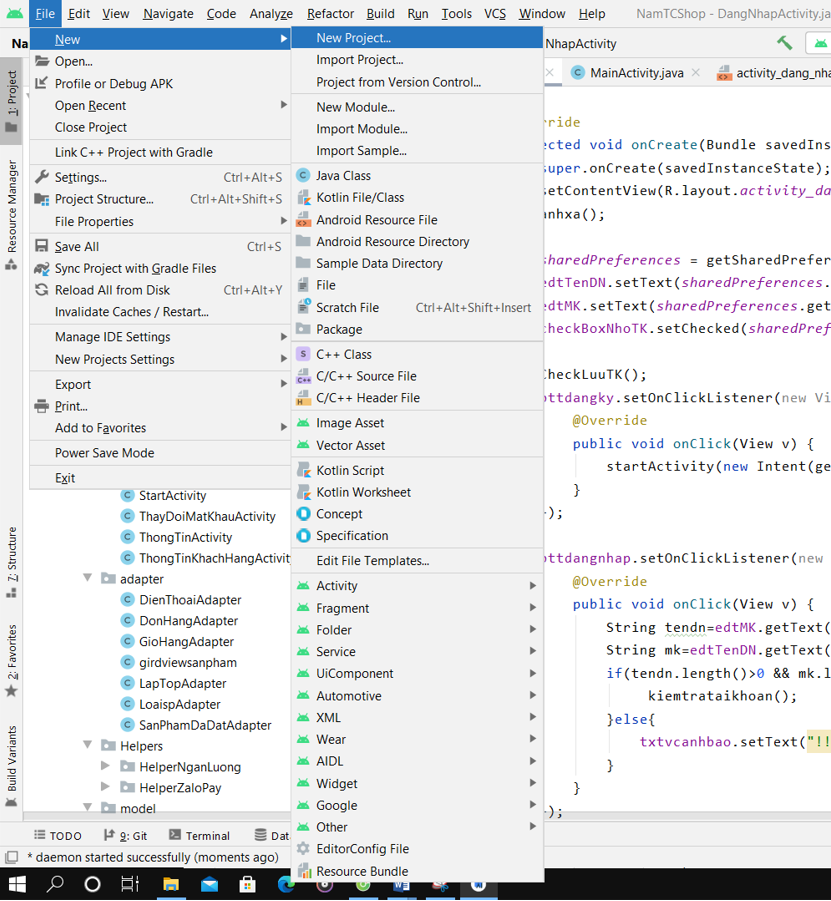 File Edit View Navigate Code Analyze Refactor Build Run Tools VCS Window Help NamTCShop - DangNhapActivity.ja
Na
NhapActivity
MainActivity.java
activity_dang_nha
1: Project
Resource Manager
7: Structure
2: Favorites
Build Variants
New
Open...
Profile or Debug APK
Open Recent
Close Project
Link C++ Project with Gradle
Settings... Ctrl+Alt+S
Project Structure... Ctrl+Alt+Shift+S
File Properties
Save All Ctrl+S
Sync Project with Gradle Files
Reload All from Disk Ctrl+Alt+Y
Invalidate Caches / Restart...
Manage IDE Settings
New Projects Settings
Export
Print...
Add to Favorites
Power Save Mode
Exit
StartActivity
ThayDoiMatKhauActivity
ThongTinActivity
ThongTinKhachHangActivit
adapter
DienThoaiAdapter
DonHangAdapter
GioHangAdapter
girdviewsanpham
LapTopAdapter
LoaispAdapter
SanPhamDaDatAdapter
Helpers
HelperNganLuong
HelperZaloPay
model
New Project...
Import Project...
Project from Version Control...
New Module...
Import Module...
Import Sample...
Java Class
Kotlin File/Class
Android Resource File
Android Resource Directory
Sample Data Directory
File
Scratch File Ctrl+Alt+Shift+Insert
Package
C++ Class
C/C++ Source File
C/C++ Header File
Image Asset
Vector Asset
Kotlin Script
Kotlin Worksheet
Concept
Specification
Edit File Templates...
Activity
Fragment
Folder
Service
UiComponent
Automotive
XML
Wear
AIDL
Widget
Google
Other
EditorConfig File
Resource Bundle
rride
ected void onCreate(Bundle savedIns
super.onCreate(savedInstanceState);
setContentView(R.layout.activity_da
anhxa();
sharedPreferences = getSharedPrefer
edtTenDN.setText(sharedPreferences.
edtMK.setText(sharedPreferences.get
checkBoxNhoTK.setChecked(sharedPref
CheckLuuTK();
bttdangky.setOnClickListener(new Vi
@Override
public void onClick(View v) {
startActivity(new Intent(ge
}
});
bttdangnhap.setOnClickListener(new
@Override
public void onClick(View v) {
String tendn=edtMK.getText(
String mk=edtTenDN.getText(
if(tendn.length()>0 && mk.l
kiemtrataikhoan();
}else{
txtvcanhbao.setText("!!
}
}
});
TODO 9: Git Terminal Dat
* daemon started successfully (moments ago)